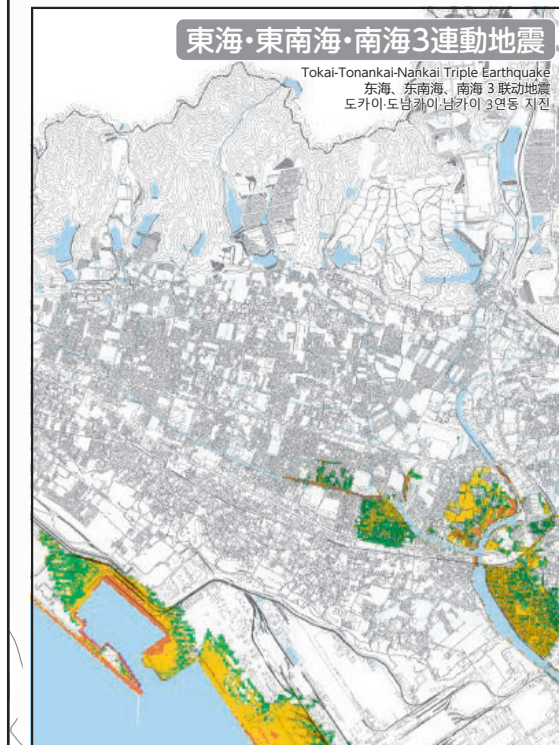 東海・東南海・南海3連動地震
Tokai-Tonankai-Nankai Triple Earthquake
东海、东南海、南海 3 联动地震
도카이·도남카이·남카이 3연동 지진